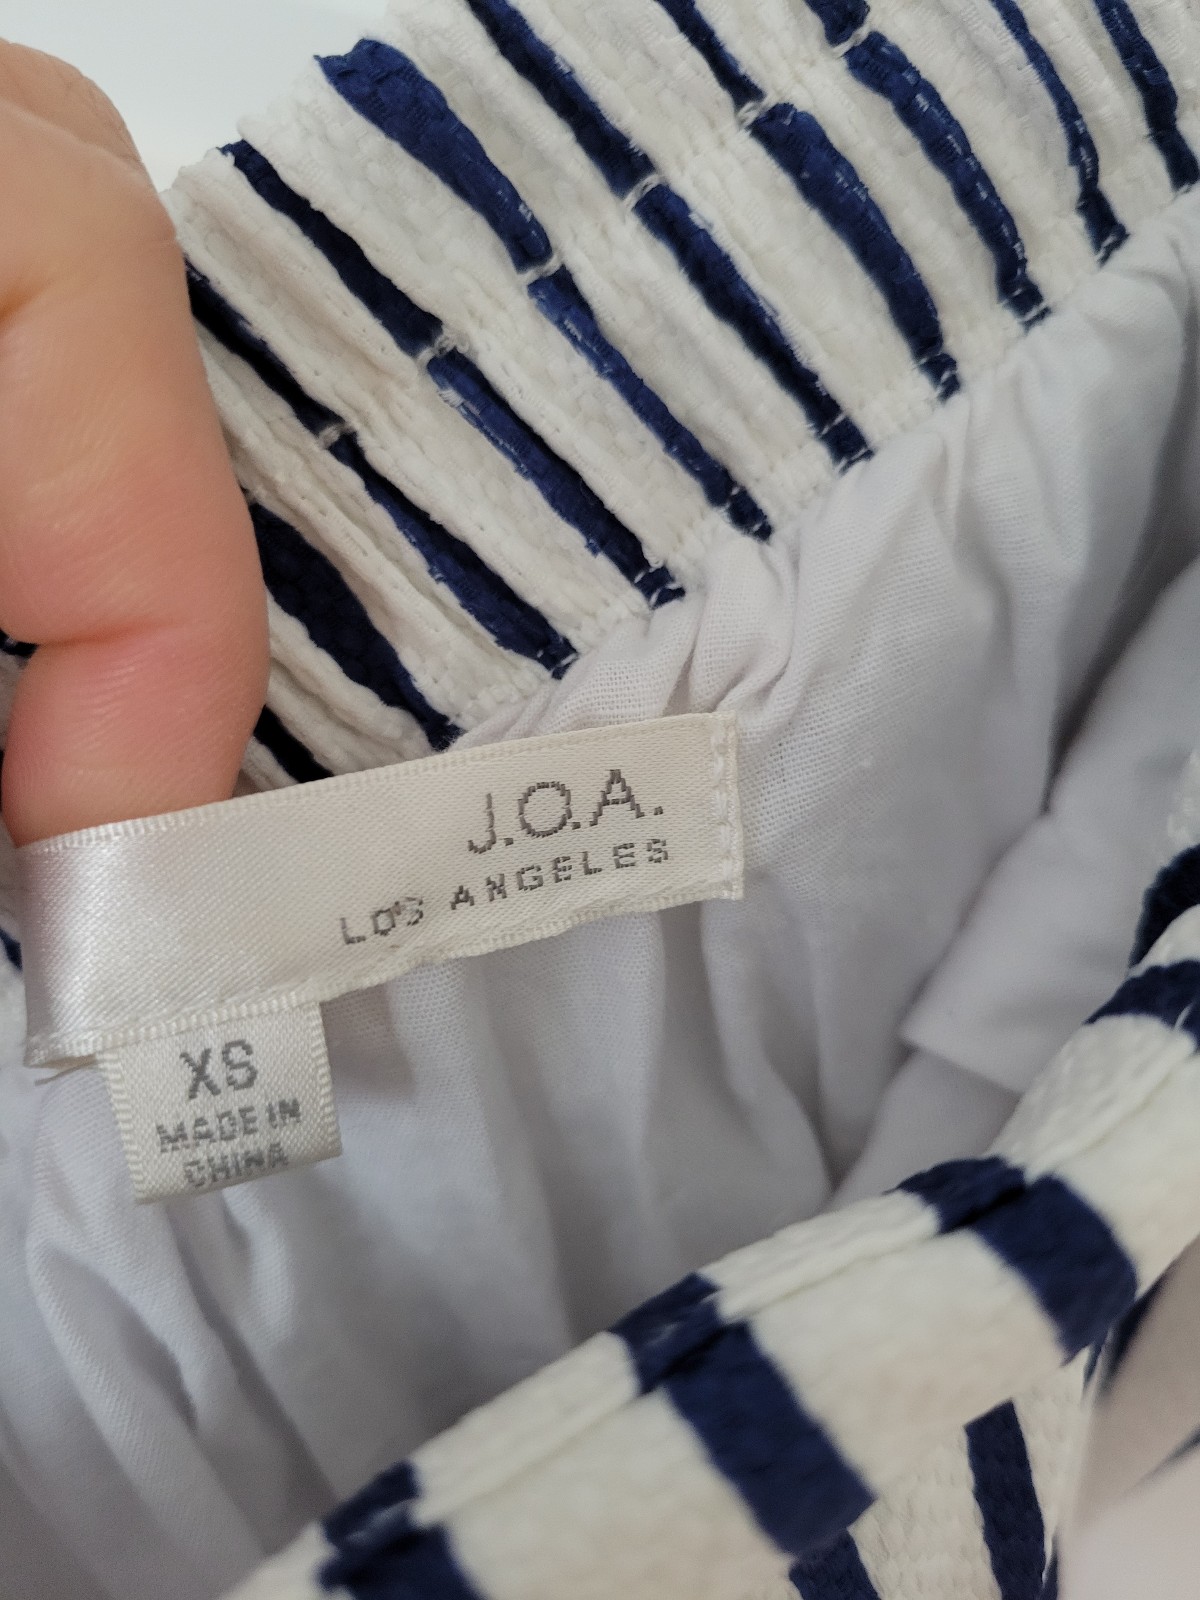 J.O.A.
LOS ANGELES
XS
MADE IN
CHINA